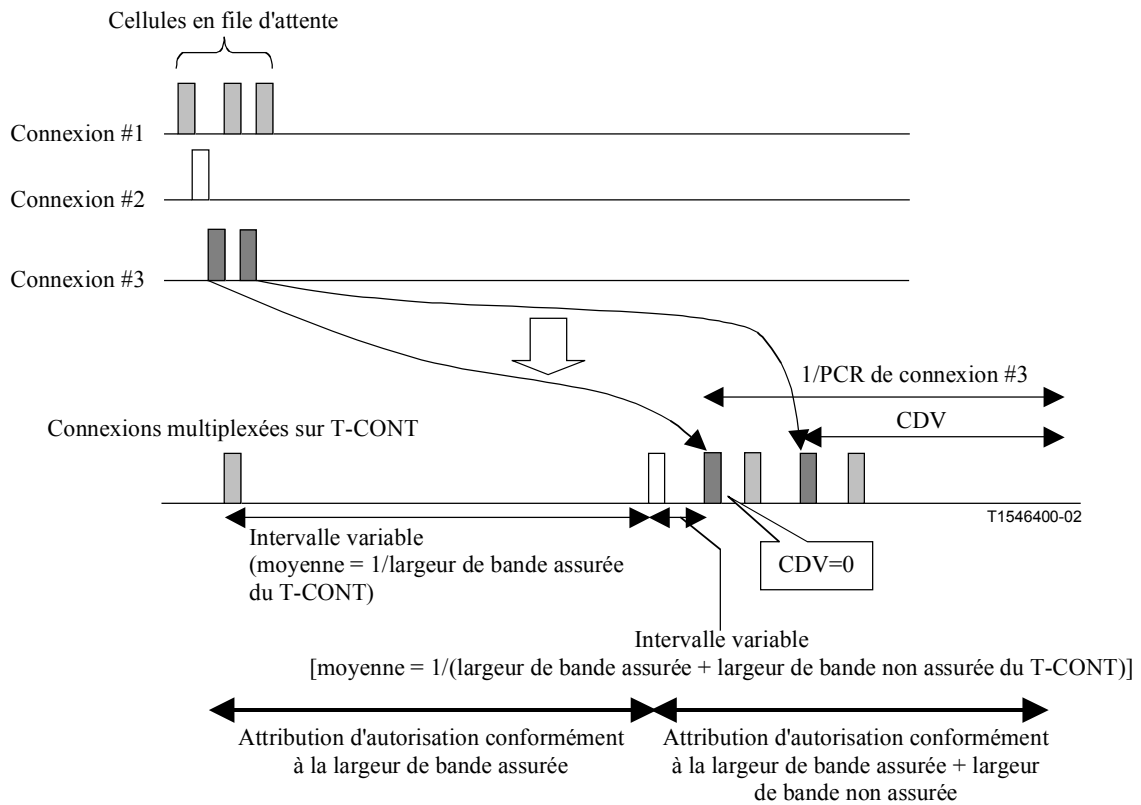 Cellules en file d'attente
Connexion #1
Connexion #2
Connexion #3
1/PCR de connexion #3
CDV
Connexions multiplexées sur T-CONT
T1546400-02
Intervalle variable
(moyenne = 1/largeur de bande assurée
du T-CONT)
CDV=0
Intervalle variable
[moyenne = 1/(largeur de bande assurée + largeur de bande non assurée du T-CONT)]
Attribution d'autorisation conformément
à la largeur de bande assurée
Attribution d'autorisation conformément
à la largeur de bande assurée + largeur
de bande non assurée